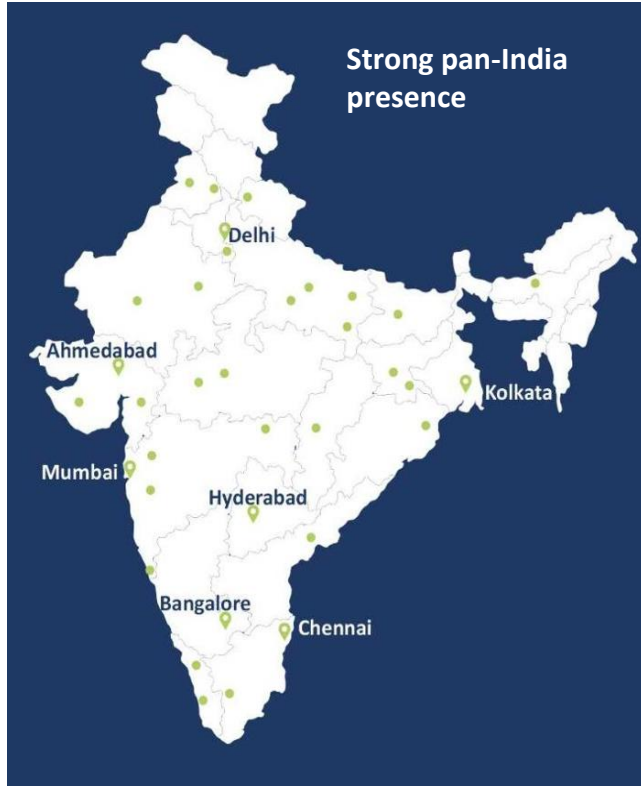 Strong pan-India
presence
Delhi
Ahmedabad
Kolkata
Mumbai
Hyderabad
Bangalore
Chennai